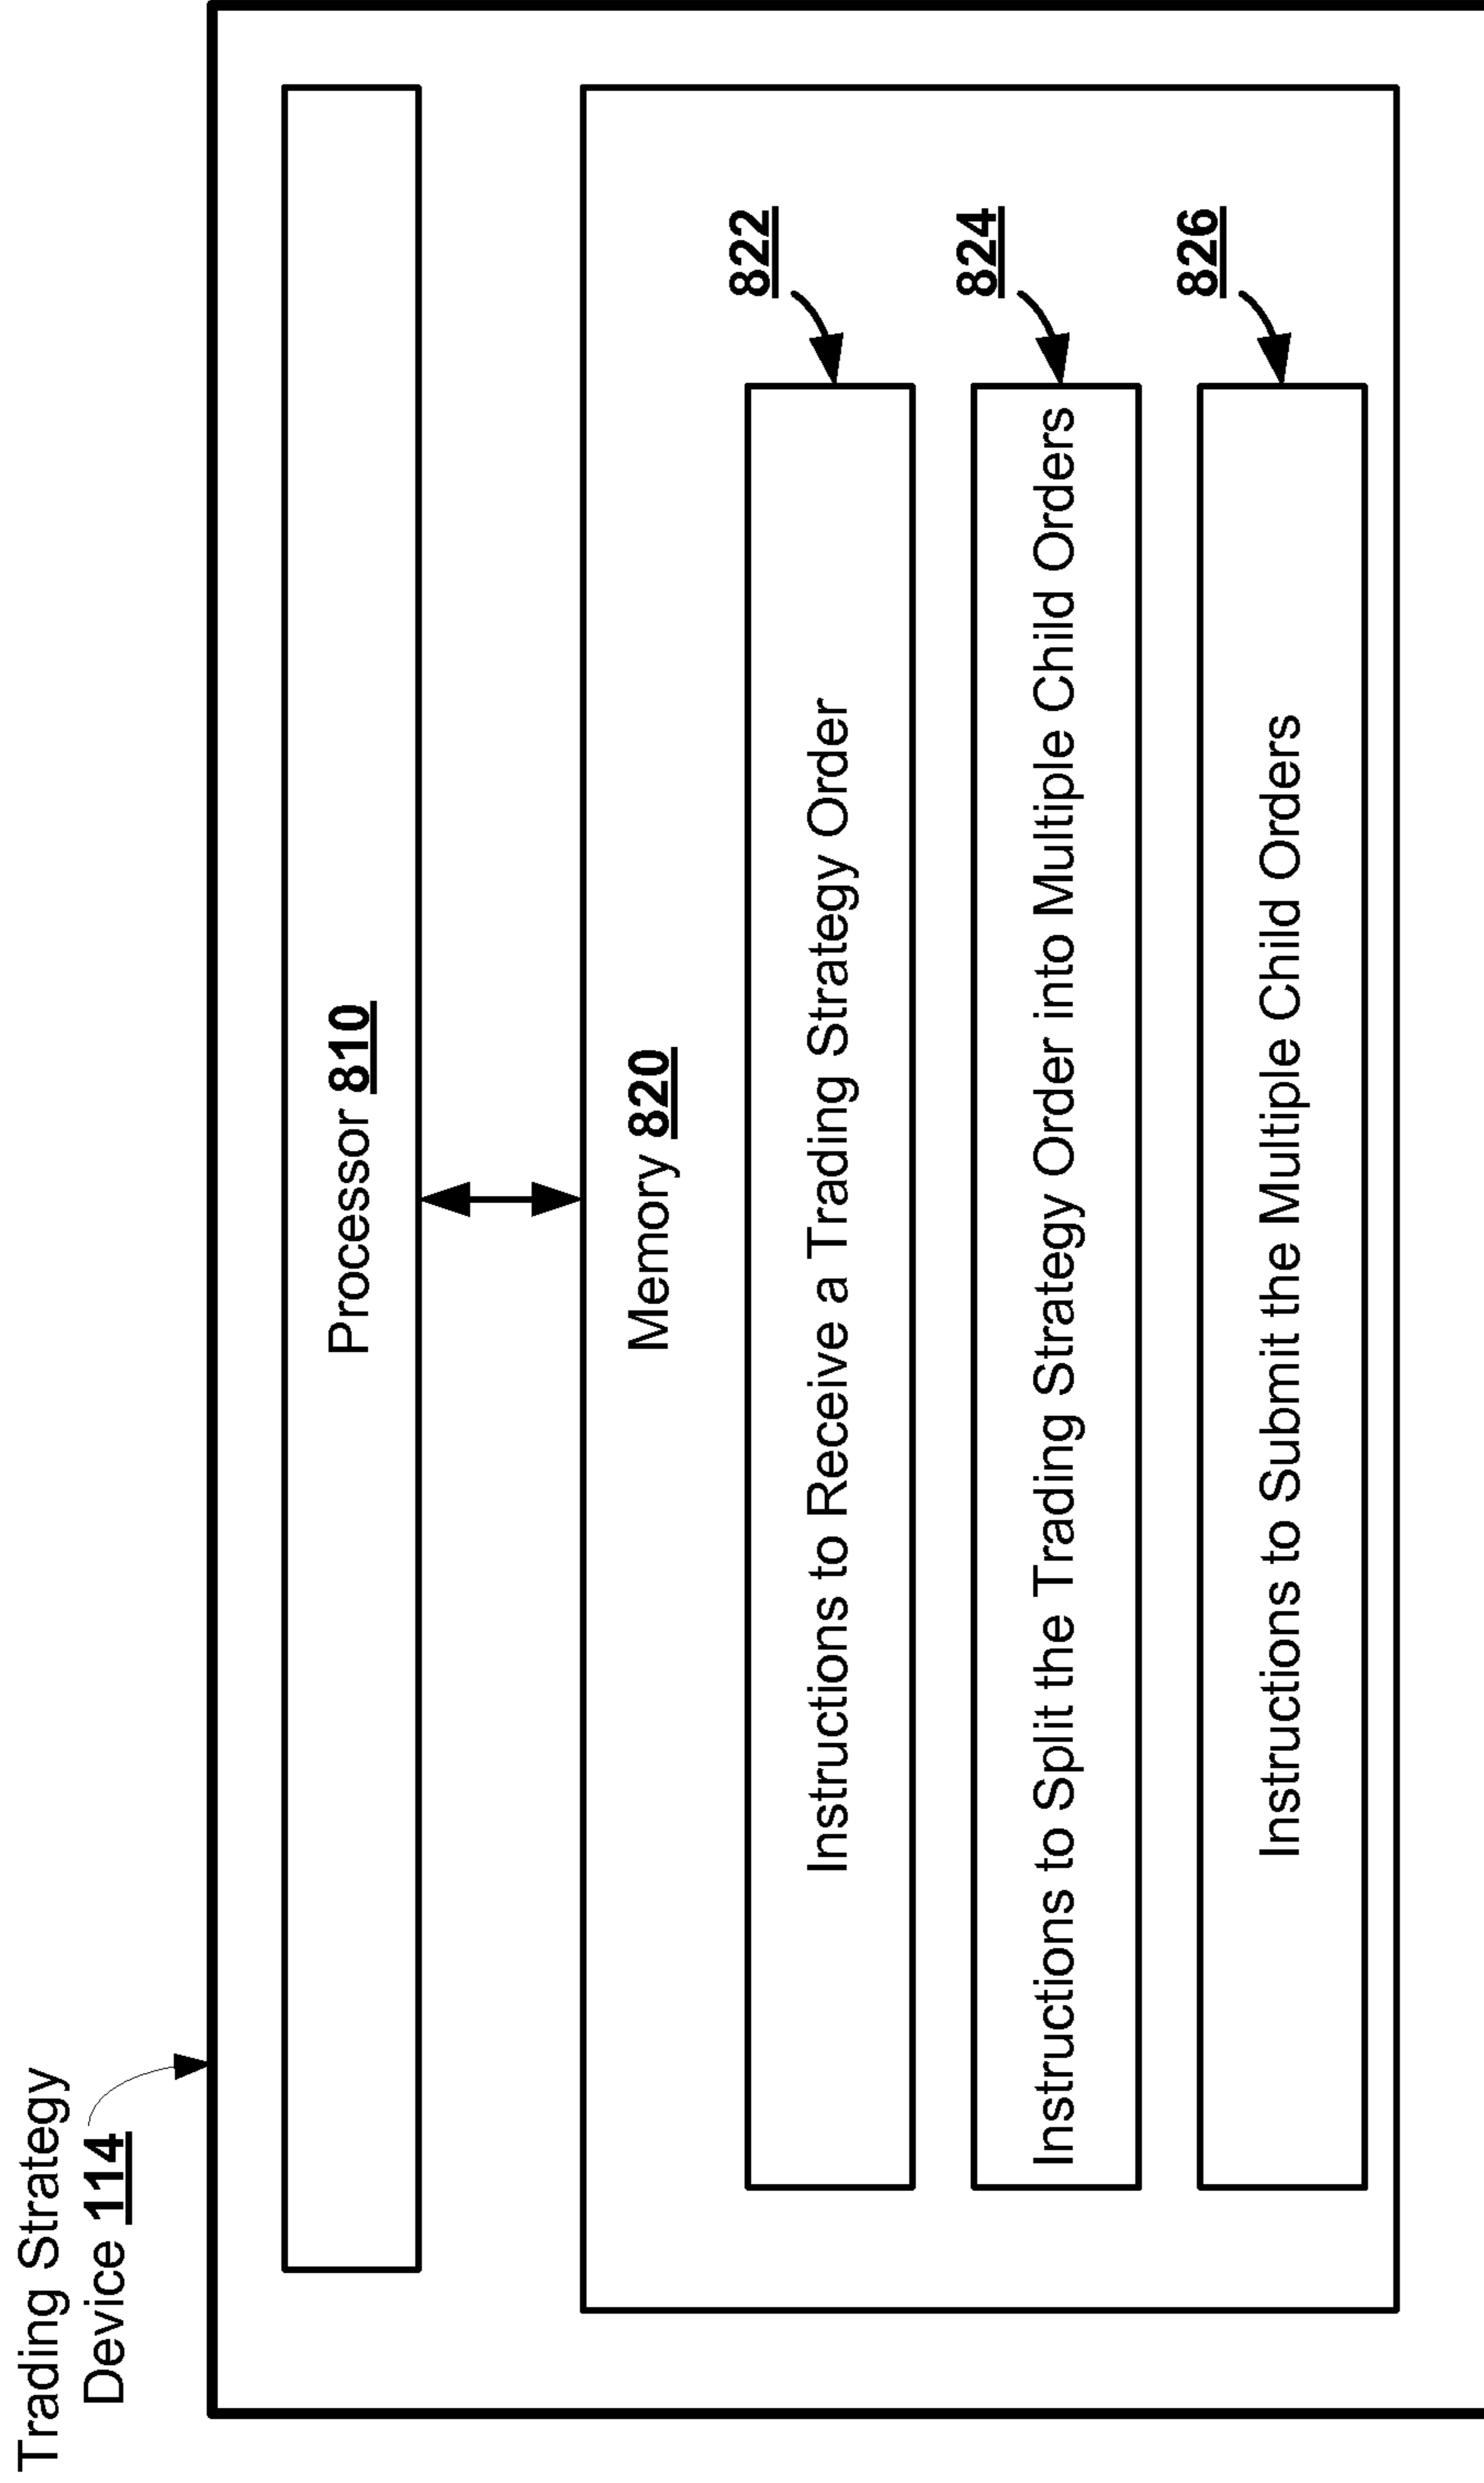 Trading Strategy
Device 114
Processor 810
Memory 820
822
Instructions to Receive a Trading Strategy Order
824
Instructions to Split the Trading Strategy Order into Multiple Child Orders
826
Instructions to Submit the Multiple Child Orders